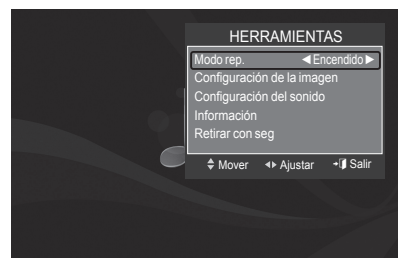 HERRAMIENTAS
Modo rep. ◀Encendido▶
Configuración de la imagen
Configuración del sonido
Información
Retirar con seg
Mover Ajustar Salir